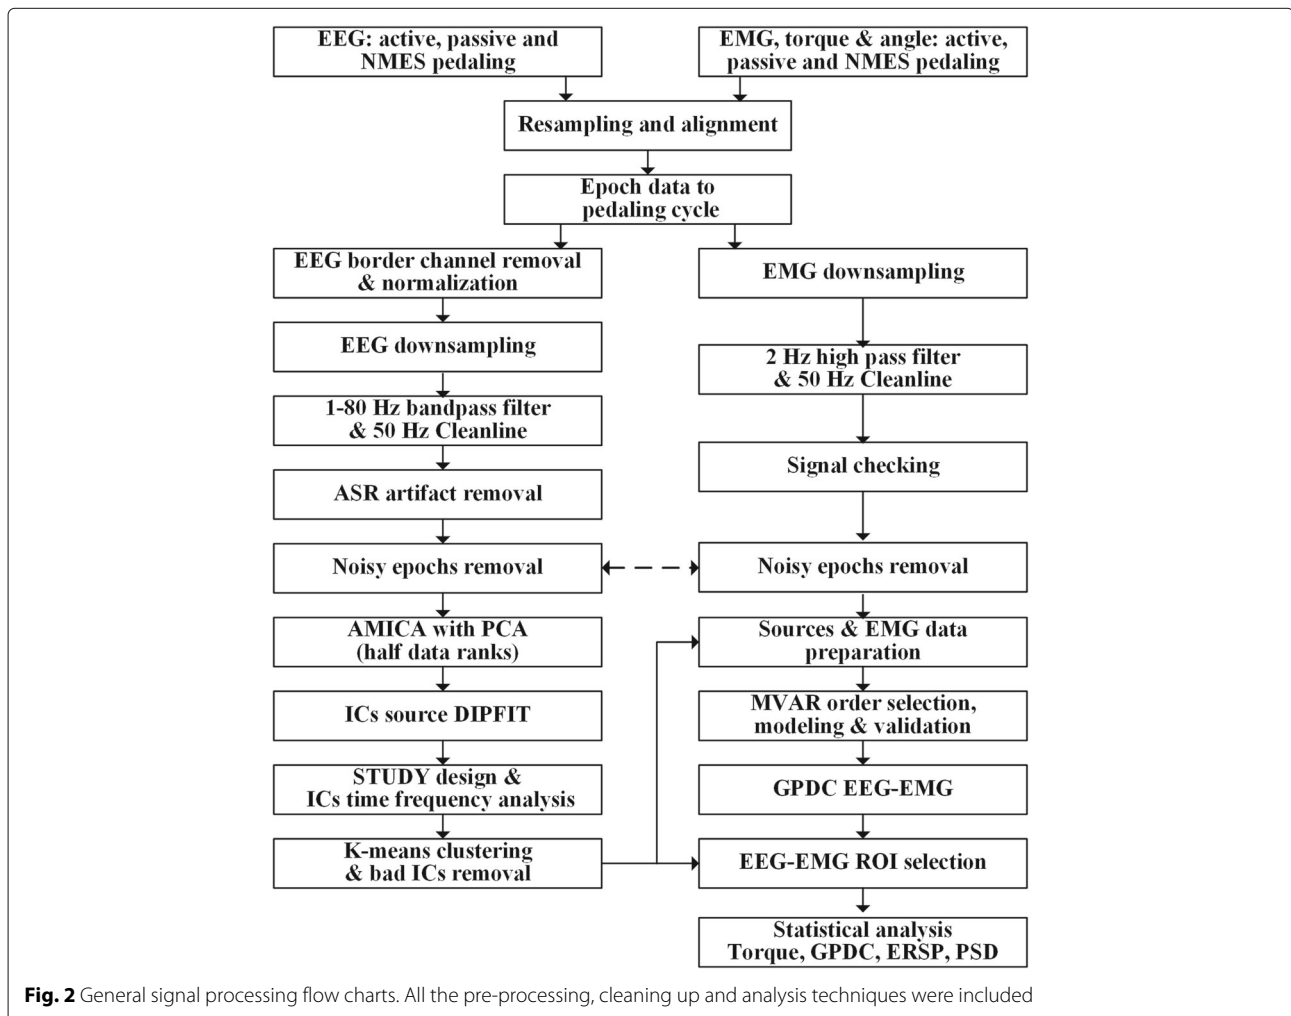 EEG: active, passive and
NMES pedaling
EMG, torque & angle: active,
passive and NMES pedaling
Resampling and alignment
Epoch data to
pedaling cycle
EEG border channel removal
& normalization
EEG downsampling
1-80 Hz bandpass filter
& 50 Hz Cleanline
ASR artifact removal
Noisy epochs removal
AMICA with PCA
(half data ranks)
ICs source DIPFIT
STUDY design &
ICs time frequency analysis
K-means clustering
& bad ICs removal
EMG downsampling
2 Hz high pass filter
& 50 Hz Cleanline
Signal checking
Noisy epochs removal
Sources & EMG data
preparation
MVAR order selection,
modeling & validation
GPDC EEG-EMG
EEG-EMG ROI selection
Statistical analysis
Torque, GPDC, ERSP, PSD
Fig. 2 General signal processing flow charts. All the pre-processing, cleaning up and analysis techniques were included